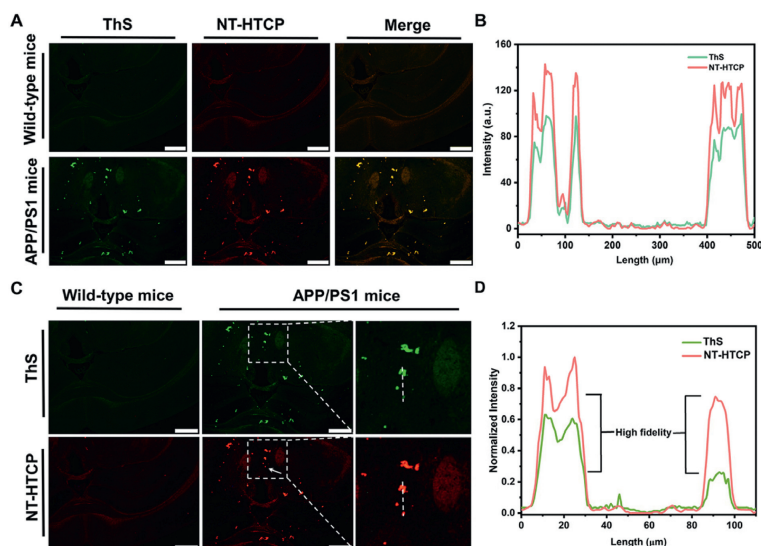 A
ThS
NT-HTCP
Merge
Wild-type mice
APP/PS1 mice
B
160
120
80
40
0
Intensity (a.u.)
0
100
200
300
400
500
Length (μm)
ThS
NT-HTCP
C
Wild-type mice
APP/PS1 mice
ThS
NT-HTCP
D
1.2
1.0
0.8
0.6
0.4
0.2
0.0
Normalized Intensity
0
20
40
60
80
100
Length (μm)
ThS
NT-HTCP
High fidelity